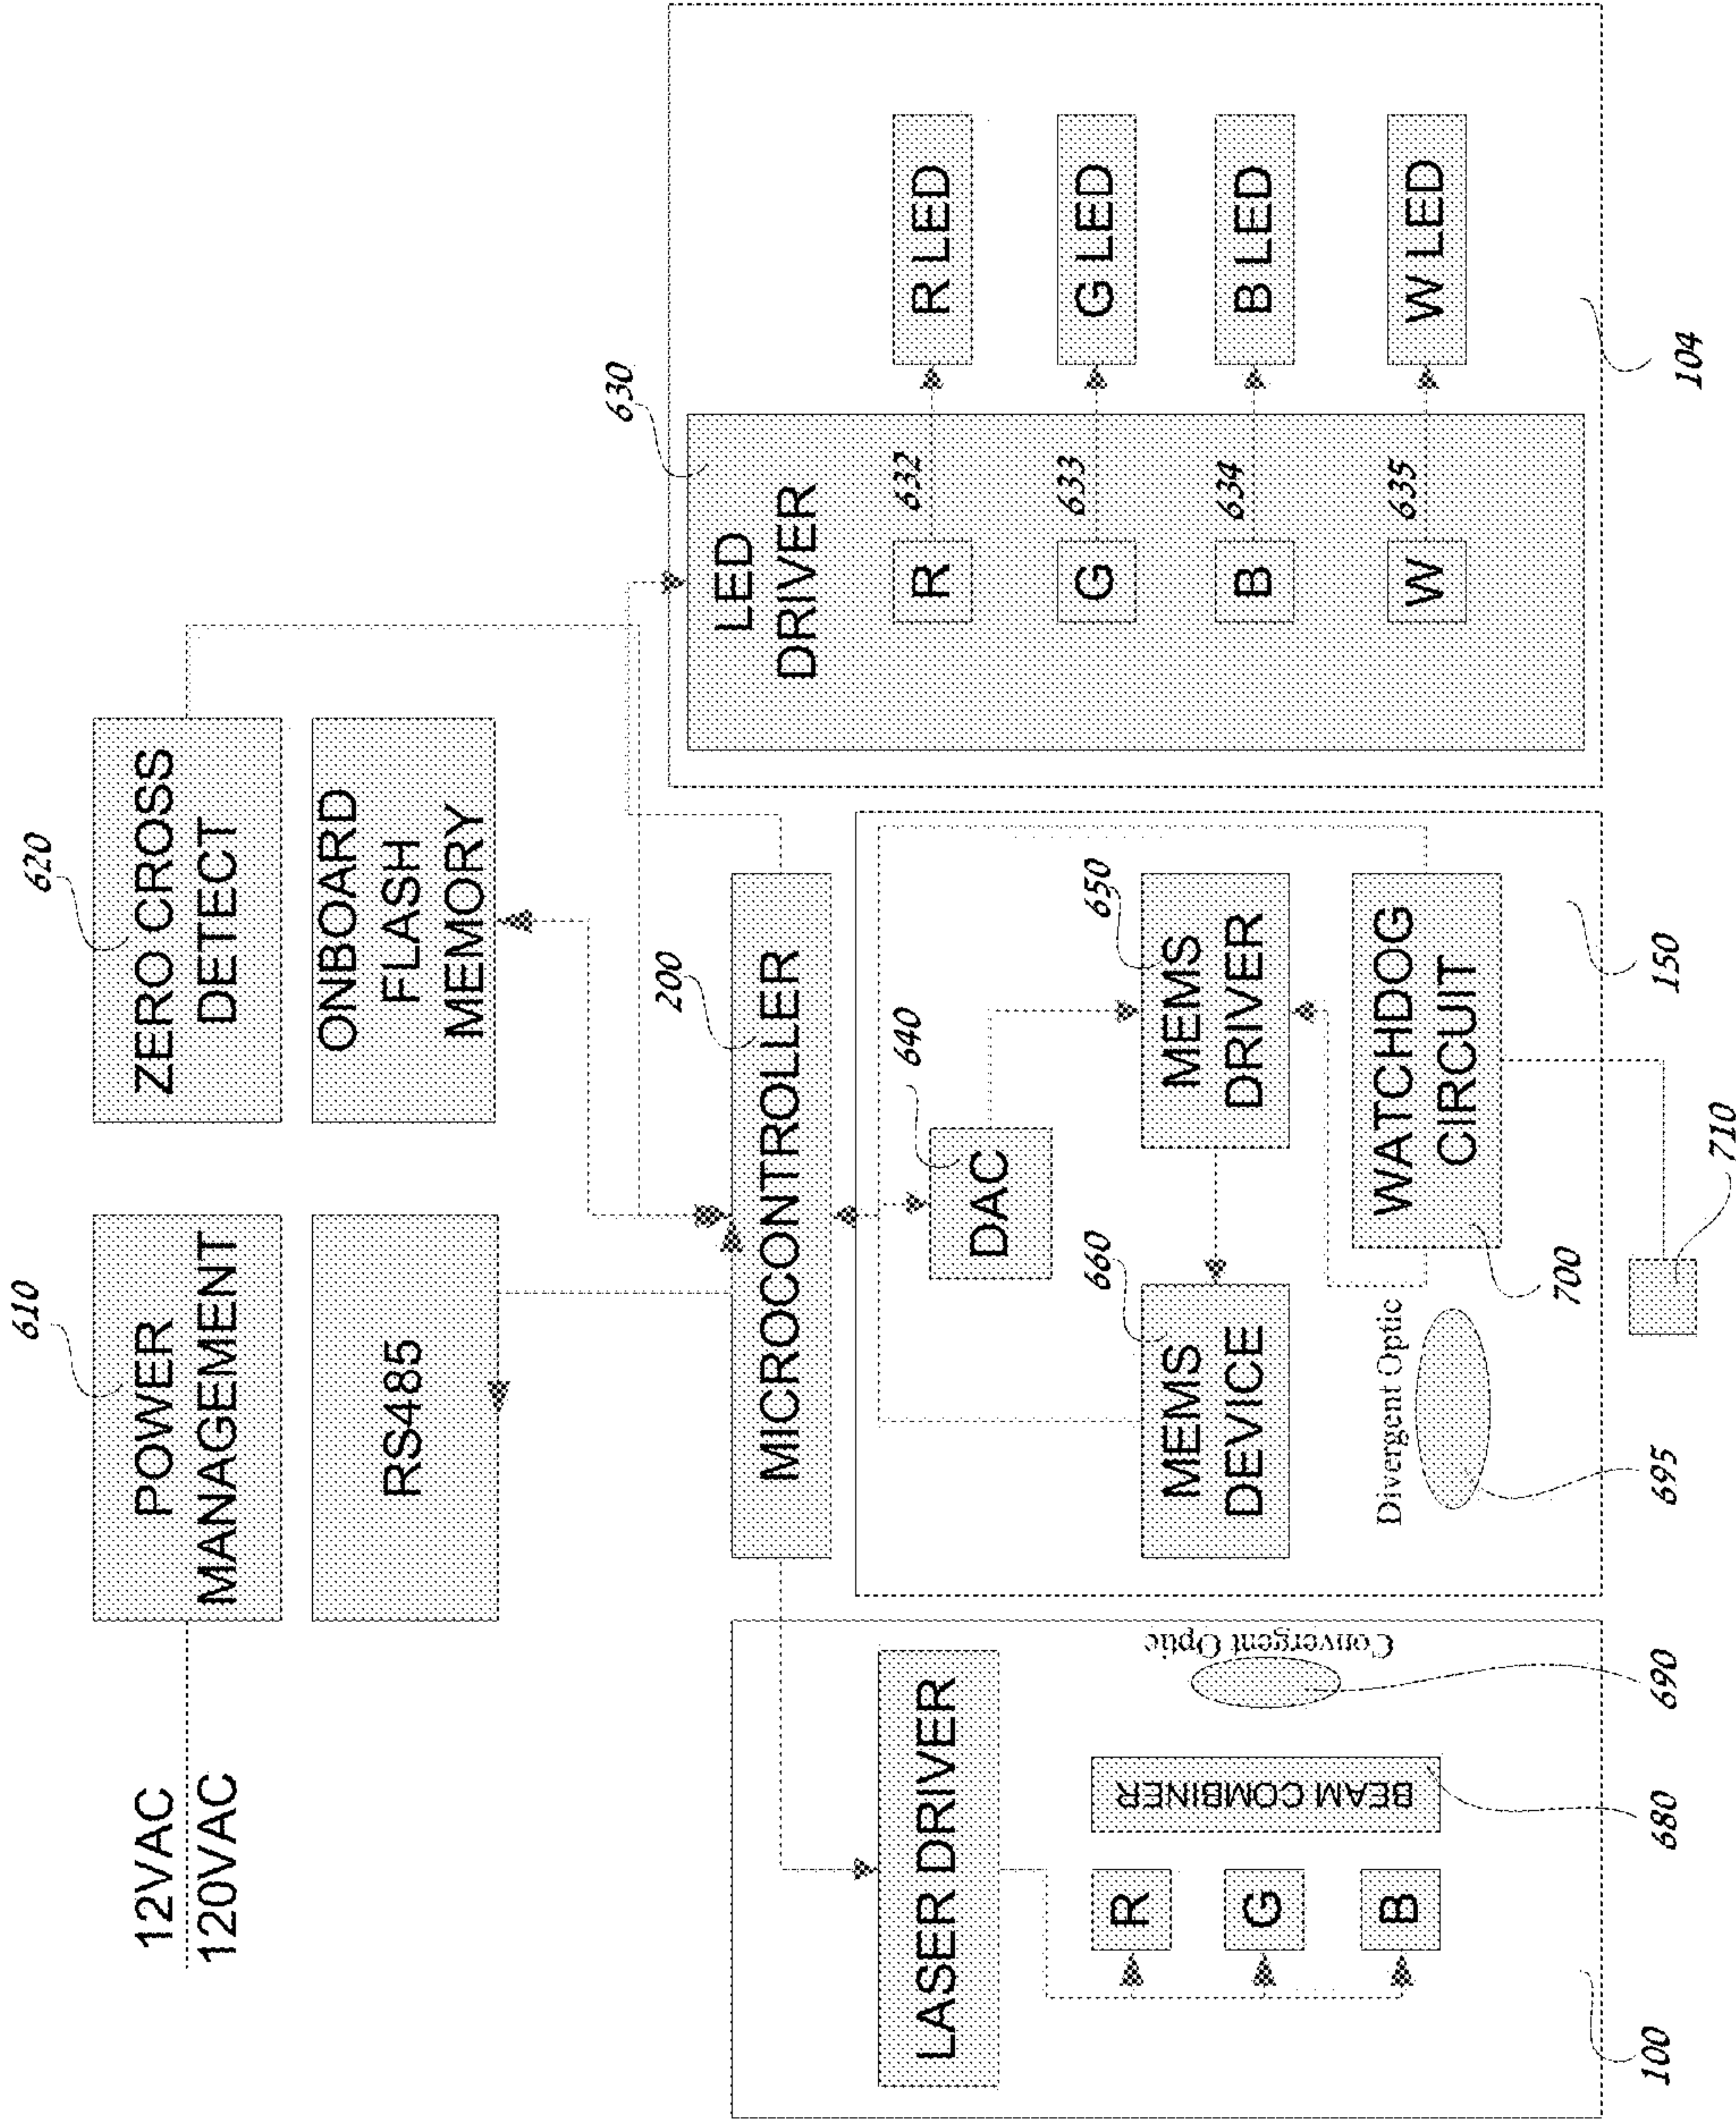 12VAC
120VAC
610
POWER
MANAGEMENT
620
ZERO CROSS
DETECT
RS485
ONBOARD
FLASH
MEMORY
200
MICROCONTROLLER
LASER DRIVER
R
G
B
BEAM COMBINER
680
Convergent Optic
690
100
DAC
640
MEMS
DEVICE
660
MEMS
DRIVER
650
Divergent Optic
695
WATCHDOG
CIRCUIT
700
710
150
630
LED
DRIVER
R
632
R LED
G
633
G LED
B
634
B LED
W
635
W LED
104